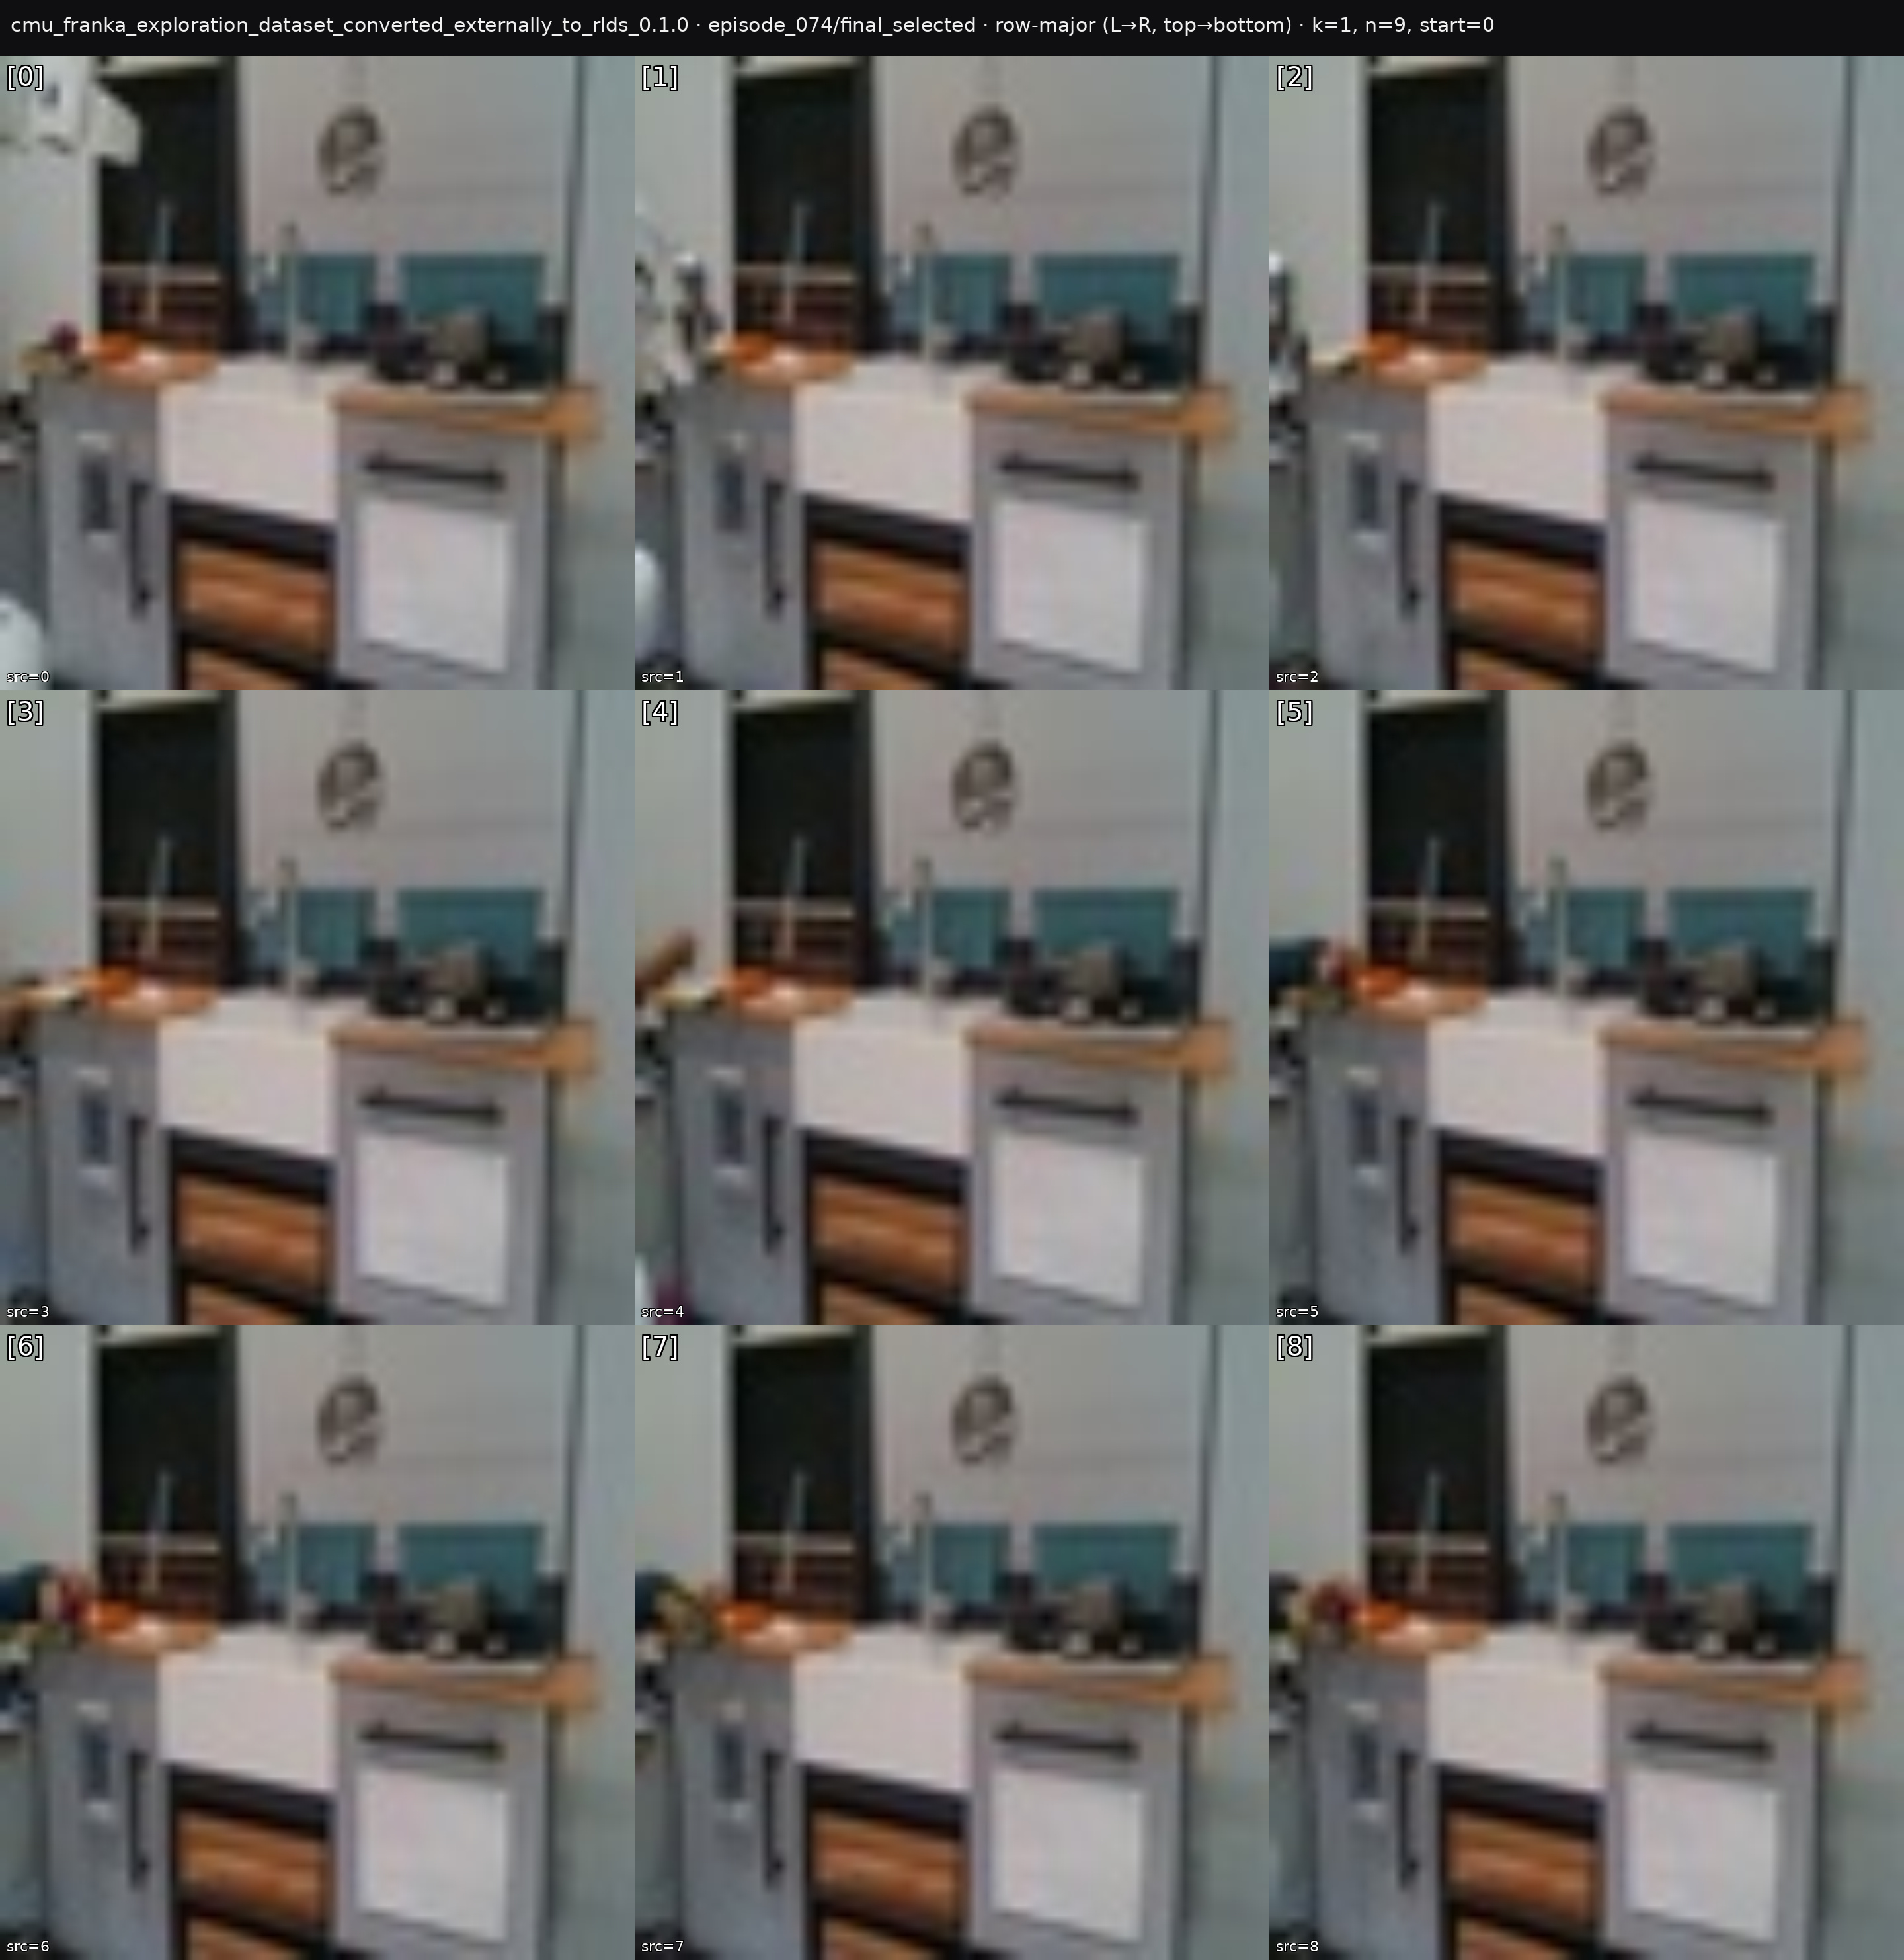 cmu_franka_exploration_dataset_converted_externally_to_rlds_0.1.0 · episode_074/final_selected · row-major (L→R, top→bottom) · k=1, n=9, start=0
[0]
[1]
[2]
src=0
src=1
src=2
[3]
[4]
[5]
src=3
src=4
src=5
[6]
[7]
[8]
src=6
src=7
src=8